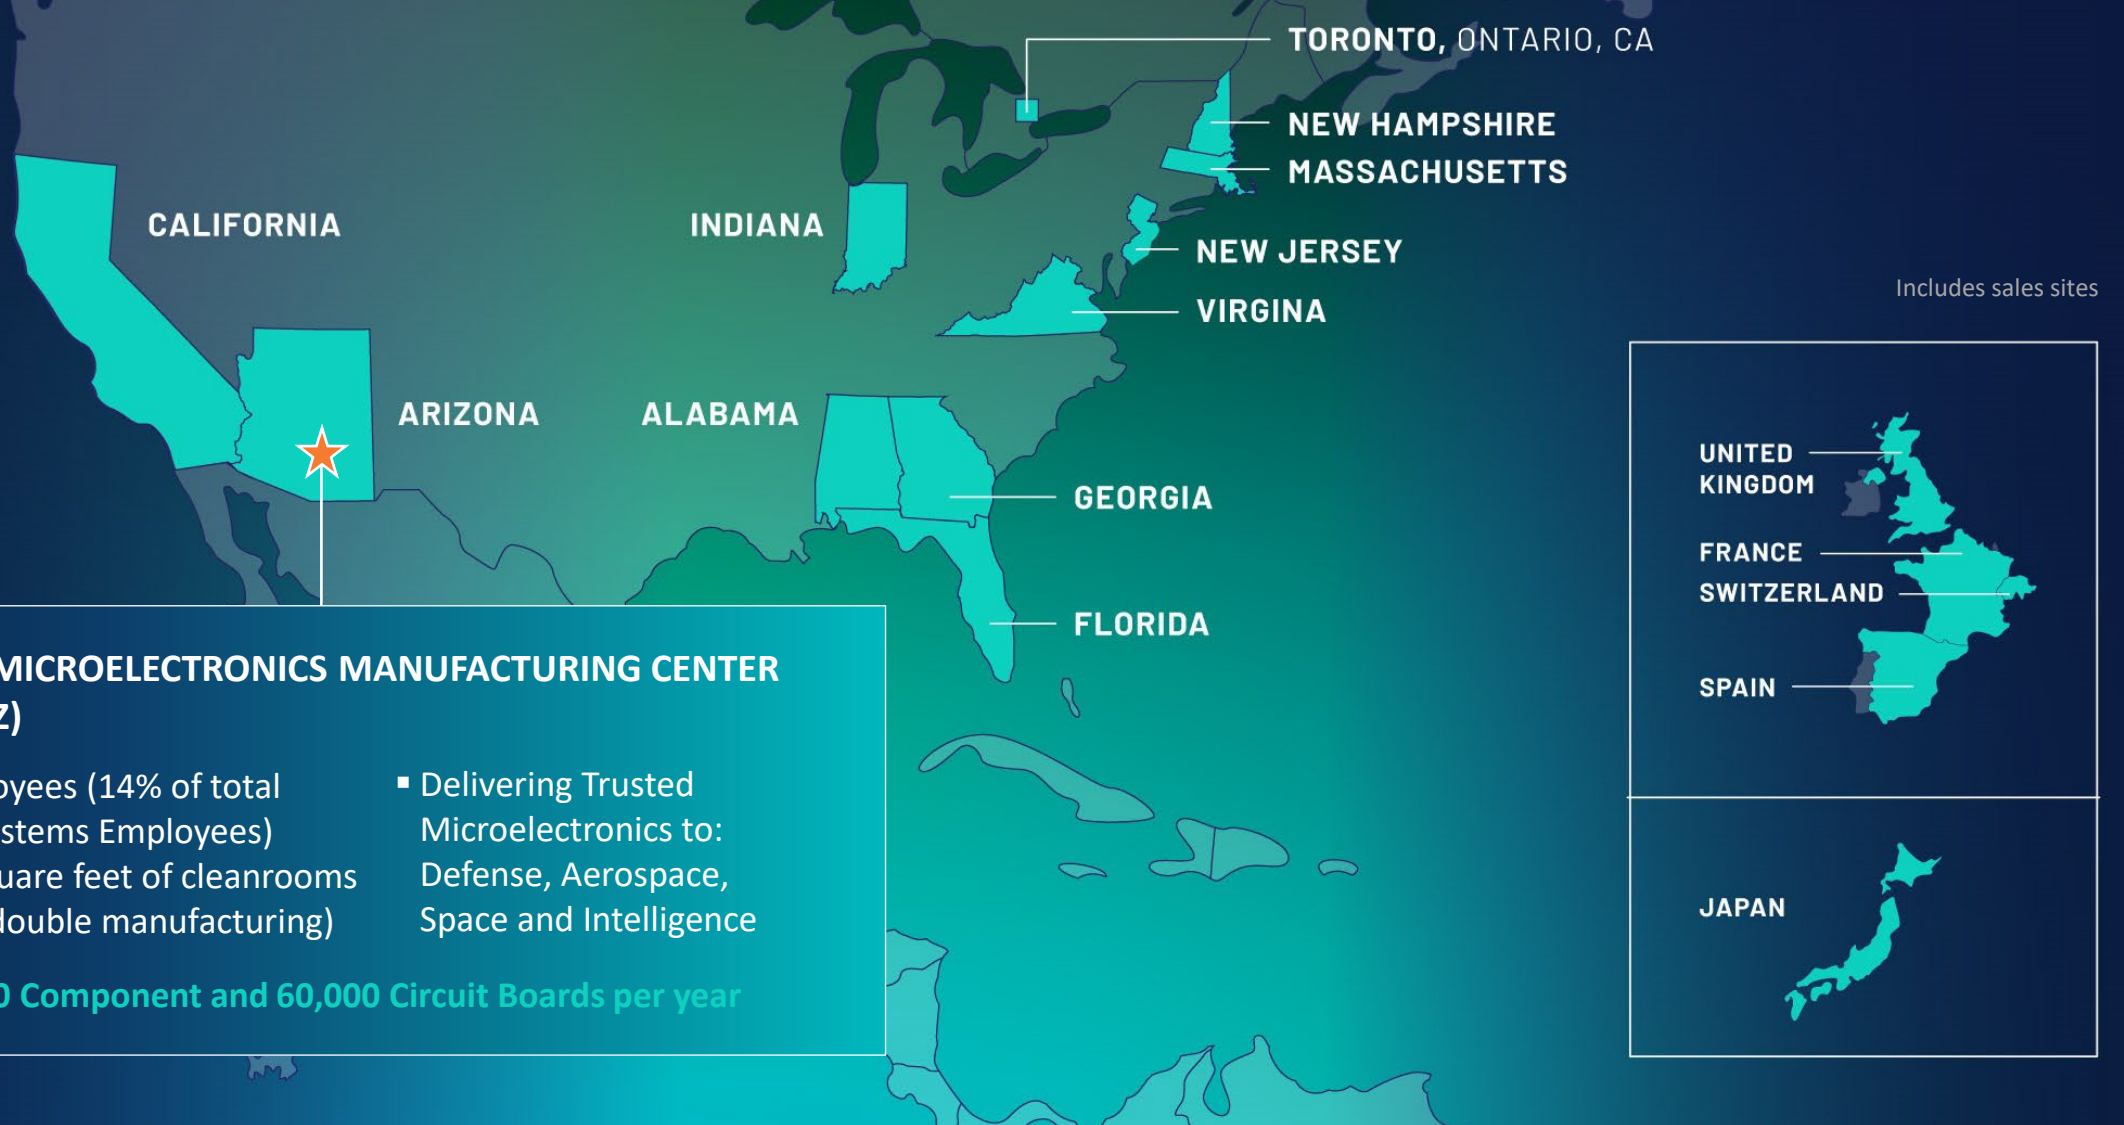 TORONTO, ONTARIO, CA
NEW HAMPSHIRE
MASSACHUSETTS
CALIFORNIA
INDIANA
NEW JERSEY
VIRGINA
Includes sales sites
ARIZONA
ALABAMA
GEORGIA
FLORIDA
UNITED
KINGDOM
FRANCE
SWITZERLAND
SPAIN
JAPAN
MICROELECTRONICS MANUFACTURING CENTER
Z)
oyees (14% of total
stems Employees)
uare feet of cleanrooms
double manufacturing)
▪ Delivering Trusted
Microelectronics to:
Defense, Aerospace,
Space and Intelligence
0 Component and 60,000 Circuit Boards per year